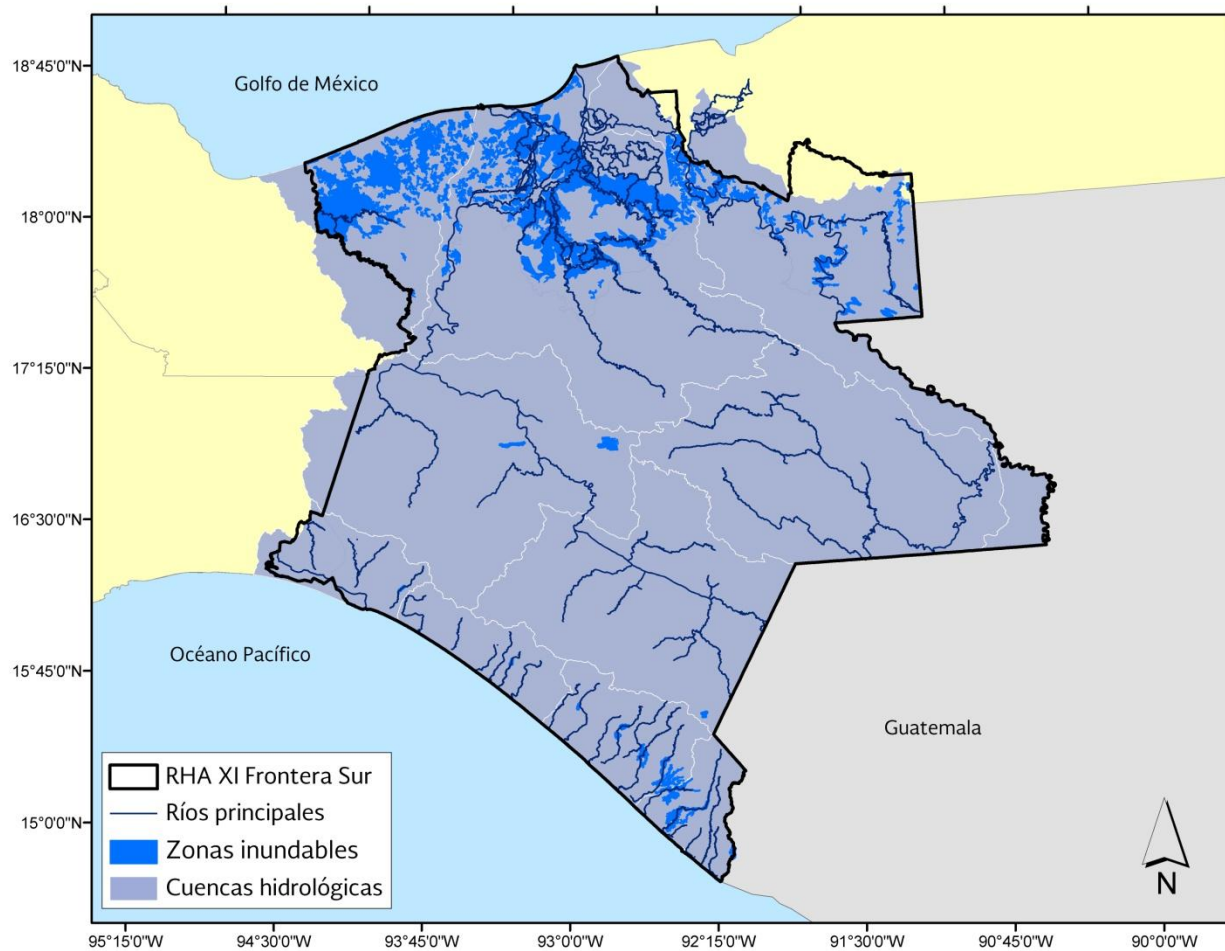 18°45'0"N
Golfo de México
18°0'0"N
17°15'0"N
16°30'0"N
15°45'0"N
Océano Pacífico
Guatemala
15°0'0"N
RHA XI Frontera Sur
Ríos principales
Zonas inundables
Cuencas hidrológicas
N
95°15'0"W
94°30'0"W
93°45'0"W
93°0'0"W
92°15'0"W
91°30'0"W
90°45'0"W
90°0'0"W